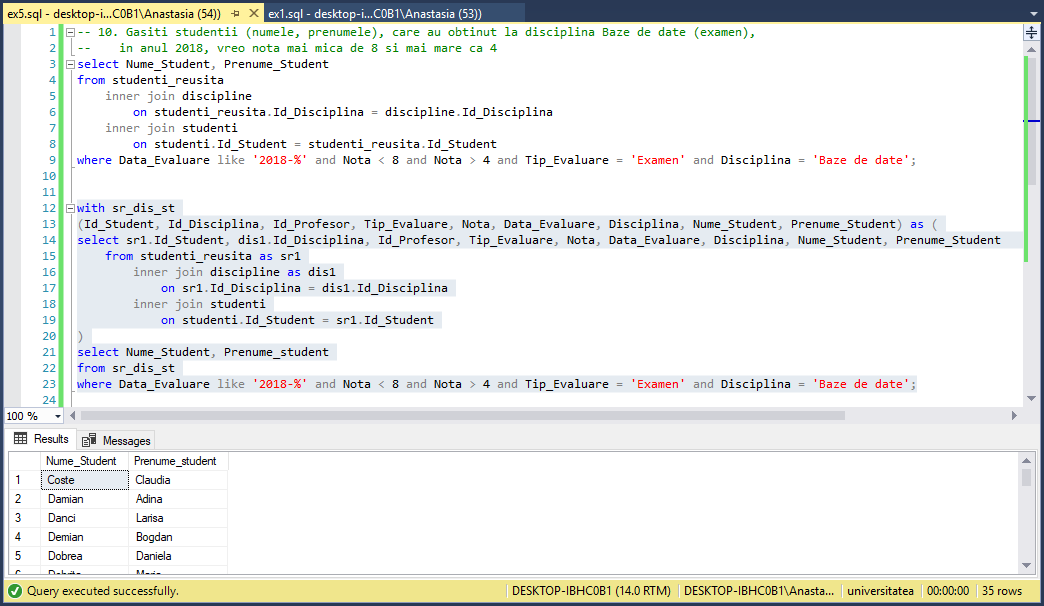 ex5.sql - desktop-i...C0B1\Anastasia (54)) ex1.sql - desktop-i...C0B1\Anastasia (53))
1 -- 10. Gasiti studentii (numele, prenumele), care au obtinut la disciplina Baze de date (examen),
2 -- in anul 2018, vreo nota mai mica de 8 si mai mare ca 4
3 select Nume_Student, Prenume_Student
4 from studenti_reusita
5 inner join discipline
6 on studenti_reusita.Id_Disciplina = discipline.Id_Disciplina
7 inner join studenti
8 on studenti.Id_Student = studenti_reusita.Id_Student
9 where Data_Evaluare like '2018-%' and Nota < 8 and Nota > 4 and Tip_Evaluare = 'Examen' and Disciplina = 'Baze de date';
10
11
12 with sr_dis_st
13 (Id_Student, Id_Disciplina, Id_Profesor, Tip_Evaluare, Nota, Data_Evaluare, Disciplina, Nume_Student, Prenume_Student) as (
14 select sr1.Id_Student, dis1.Id_Disciplina, Id_Profesor, Tip_Evaluare, Nota, Data_Evaluare, Disciplina, Nume_Student, Prenume_Student
15 from studenti_reusita as sr1
16 inner join discipline as dis1
17 on sr1.Id_Disciplina = dis1.Id_Disciplina
18 inner join studenti
19 on studenti.Id_Student = sr1.Id_Student
20 )
21 select Nume_Student, Prenume_student
22 from sr_dis_st
23 where Data_Evaluare like '2018-%' and Nota < 8 and Nota > 4 and Tip_Evaluare = 'Examen' and Disciplina = 'Baze de date';
24
100 %
Results Messages
Nume_Student Prenume_student
1 Coste Claudia
2 Damian Adina
3 Danci Larisa
4 Demian Bogdan
5 Dobrea Daniela
Query executed successfully. DESKTOP-IBHC0B1 (14.0 RTM) DESKTOP-IBHC0B1\Anasta... universitatea 00:00:00 35 rows